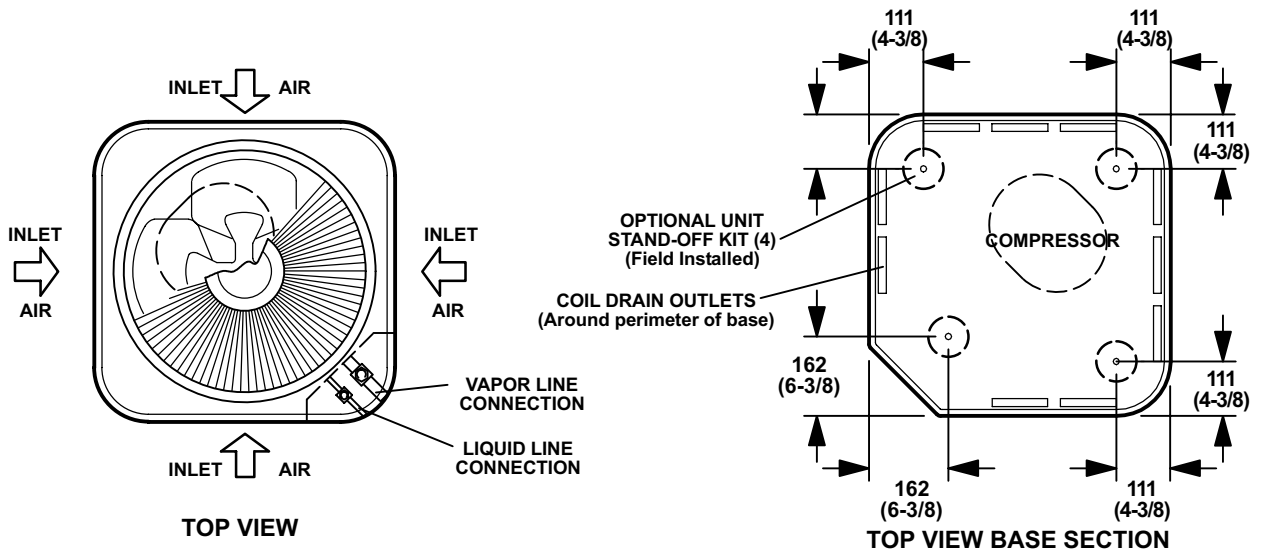 INLET AIR
INLET
AIR
INLET
AIR
VAPOR LINE
CONNECTION
LIQUID LINE
CONNECTION
INLET AIR
TOP VIEW
111
(4-3/8)
111
(4-3/8)
111
(4-3/8)
OPTIONAL UNIT
STAND-OFF KIT (4)
(Field Installed)
COMPRESSOR
COIL DRAIN OUTLETS
(Around perimeter of base)
162
(6-3/8)
111
(4-3/8)
162
(6-3/8)
111
(4-3/8)
TOP VIEW BASE SECTION